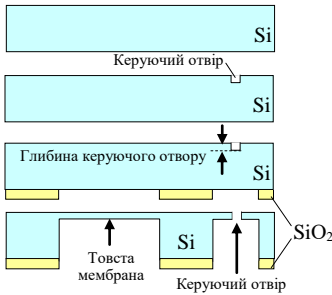 Si
Керуючий отвір
Si
Глибина керуючого отвору
Si
SiO2
Si
Товста
мембрана
Керуючий отвір